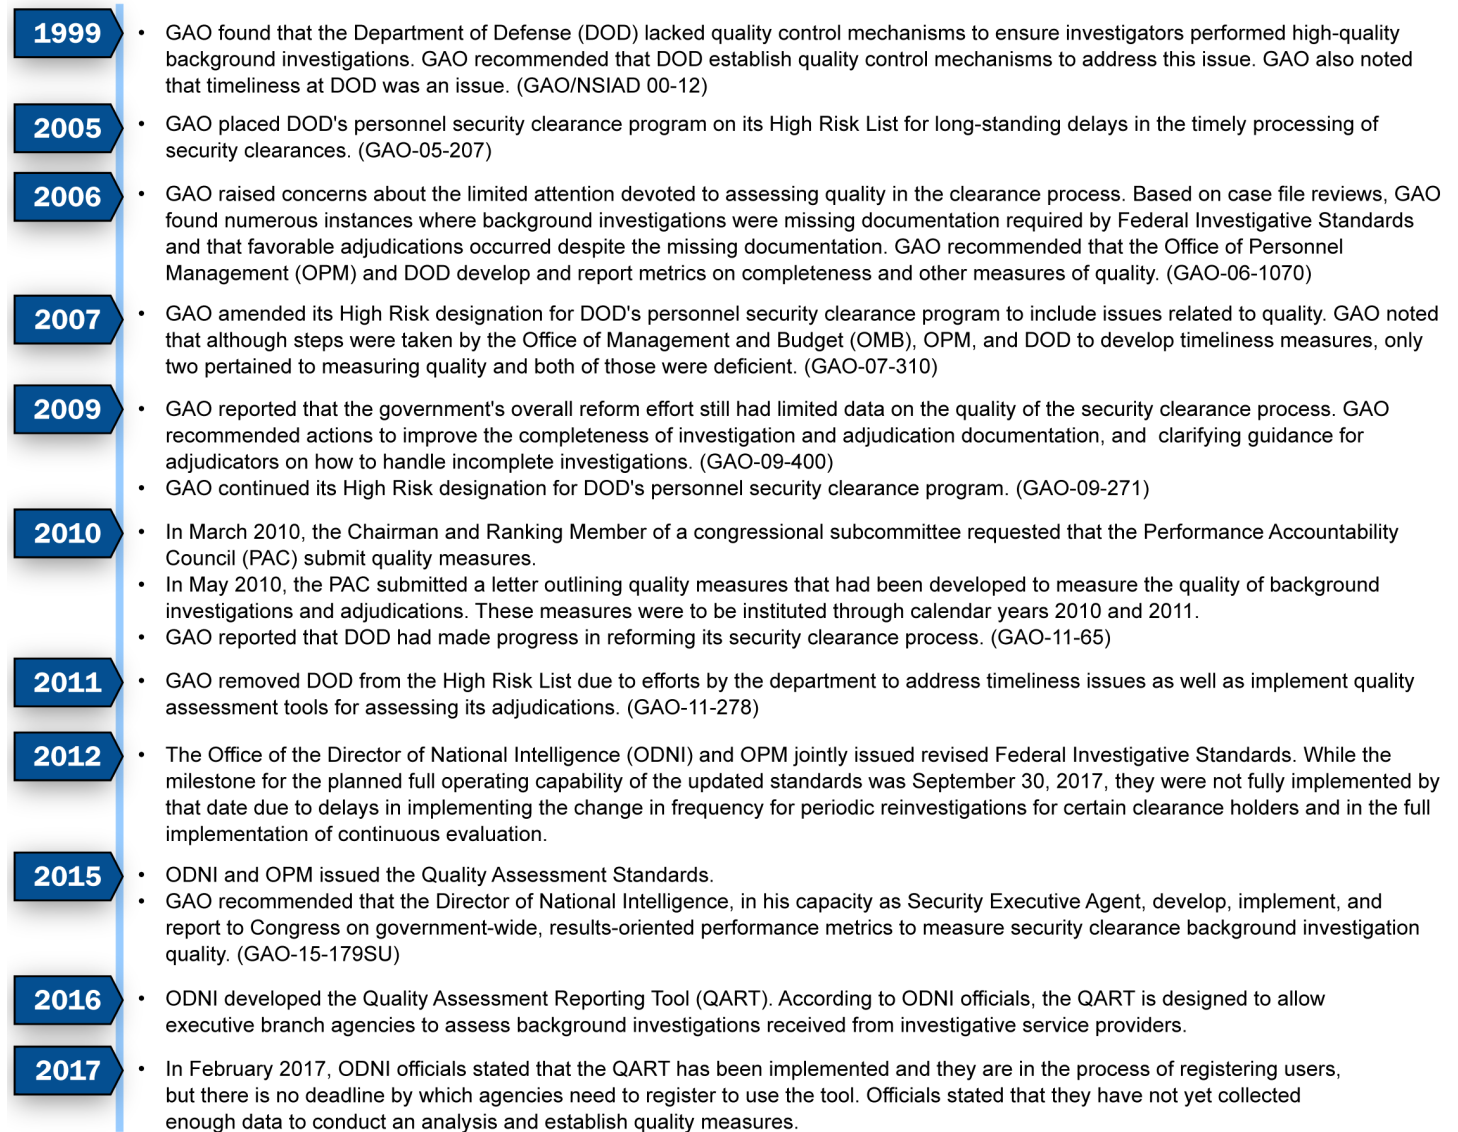 1999
• GAO found that the Department of Defense (DOD) lacked quality control mechanisms to ensure investigators performed high-quality
background investigations. GAO recommended that DOD establish quality control mechanisms to address this issue. GAO also noted
that timeliness at DOD was an issue. (GAO/NSIAD 00-12)
2005
• GAO placed DOD's personnel security clearance program on its High Risk List for long-standing delays in the timely processing of
security clearances. (GAO-05-207)
2006
• GAO raised concerns about the limited attention devoted to assessing quality in the clearance process. Based on case file reviews, GAO
found numerous instances where background investigations were missing documentation required by Federal Investigative Standards
and that favorable adjudications occurred despite the missing documentation. GAO recommended that the Office of Personnel
Management (OPM) and DOD develop and report metrics on completeness and other measures of quality. (GAO-06-1070)
2007
• GAO amended its High Risk designation for DOD's personnel security clearance program to include issues related to quality. GAO noted
that although steps were taken by the Office of Management and Budget (OMB), OPM, and DOD to develop timeliness measures, only
two pertained to measuring quality and both of those were deficient. (GAO-07-310)
2009
• GAO reported that the government's overall reform effort still had limited data on the quality of the security clearance process. GAO
recommended actions to improve the completeness of investigation and adjudication documentation, and clarifying guidance for
adjudicators on how to handle incomplete investigations. (GAO-09-400)
• GAO continued its High Risk designation for DOD's personnel security clearance program. (GAO-09-271)
2010
• In March 2010, the Chairman and Ranking Member of a congressional subcommittee requested that the Performance Accountability
Council (PAC) submit quality measures.
• In May 2010, the PAC submitted a letter outlining quality measures that had been developed to measure the quality of background
investigations and adjudications. These measures were to be instituted through calendar years 2010 and 2011.
• GAO reported that DOD had made progress in reforming its security clearance process. (GAO-11-65)
2011
• GAO removed DOD from the High Risk List due to efforts by the department to address timeliness issues as well as implement quality
assessment tools for assessing its adjudications. (GAO-11-278)
2012
• The Office of the Director of National Intelligence (ODNI) and OPM jointly issued revised Federal Investigative Standards. While the
milestone for the planned full operating capability of the updated standards was September 30, 2017, they were not fully implemented by
that date due to delays in implementing the change in frequency for periodic reinvestigations for certain clearance holders and in the full
implementation of continuous evaluation.
2015
• ODNI and OPM issued the Quality Assessment Standards.
• GAO recommended that the Director of National Intelligence, in his capacity as Security Executive Agent, develop, implement, and
report to Congress on government-wide, results-oriented performance metrics to measure security clearance background investigation
quality. (GAO-15-179SU)
2016
• ODNI developed the Quality Assessment Reporting Tool (QART). According to ODNI officials, the QART is designed to allow
executive branch agencies to assess background investigations received from investigative service providers.
2017
• In February 2017, ODNI officials stated that the QART has been implemented and they are in the process of registering users,
but there is no deadline by which agencies need to register to use the tool. Officials stated that they have not yet collected
enough data to conduct an analysis and establish quality measures.